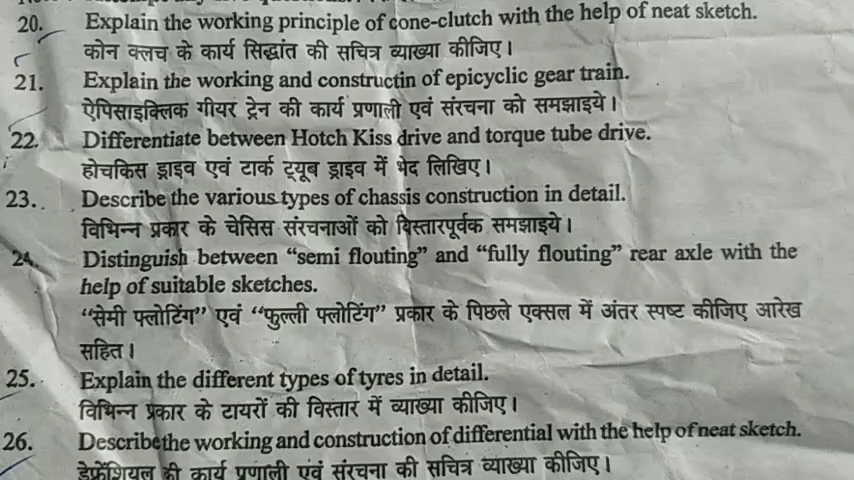 20. Explain the working principle of cone-clutch with the help of neat sketch.
कोन क्लच के कार्य सिद्धांत की सचित्र व्याख्या कीजिए।
21. Explain the working and constructin of epicyclic gear train.
ऐपिसाइक्लिक गीयर ट्रेन की कार्य प्रणाली एवं संरचना को समझाइये।
22. Differentiate between Hotch Kiss drive and torque tube drive.
होचकिस ड्राइव एवं टार्क ट्यूब ड्राइव में भेद लिखिए।
23. Describe the various types of chassis construction in detail.
विभिन्न प्रकार के चेसिस संरचनाओं को विस्तारपूर्वक समझाइये।
24. Distinguish between “semi flouting” and “fully flouting” rear axle with the
help of suitable sketches.
“सेमी फ्लोटिंग” एवं “फुल्ली फ्लोटिंग” प्रकार के पिछले एक्सल में अंतर स्पष्ट कीजिए आरेख
सहित।
25. Explain the different types of tyres in detail.
विभिन्न प्रकार के टायरों की विस्तार में व्याख्या कीजिए।
26. Describe the working and construction of differential with the help of neat sketch.
डेफ्रेंशियल की कार्य प्रणाली एवं संरचना की सचित्र व्याख्या कीजिए।